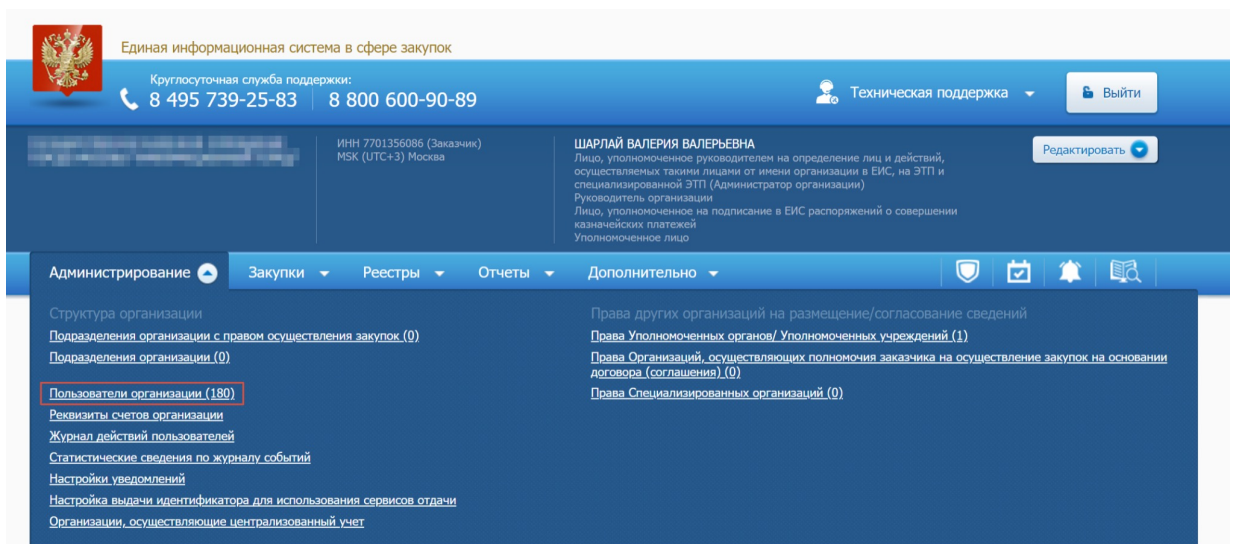 Единая информационная система в сфере закупок
Круглосуточная служба поддержки:
8 495 739-25-83 8 800 600-90-89
Техническая поддержка
Выйти
ИНН 7701356086 (Заказчик)
MSK (UTC+3) Москва
ШАРЛАЙ ВАЛЕРИЯ ВАЛЕРЬЕВНА
Лицо, уполномоченное руководителем на определение лиц и действий,
осуществляемых такими лицами от имени организации в ЕИС, на ЭТП и
специализированной ЭТП (Администратор организации)
Руководитель организации
Лицо, уполномоченное на подписание в ЕИС распоряжений о совершении
казначейских платежей
Уполномоченное лицо
Редактировать
Администрирование Закупки Реестры Отчеты Дополнительно
Структура организации
Подразделения организации с правом осуществления закупок (0)
Подразделения организации (0)
Пользователи организации (180)
Реквизиты счетов организации
Журнал действий пользователей
Статистические сведения по журналу событий
Настройки уведомлений
Настройка выдачи идентификатора для использования сервисов отдачи
Организации, осуществляющие централизованный учет
Права других организаций на размещение/согласование сведений
Права Уполномоченных органов/ Уполномоченных учреждений (1)
Права Организаций, осуществляющих полномочия заказчика на осуществление закупок на основании
договора (соглашения) (0)
Права Специализированных организаций (0)